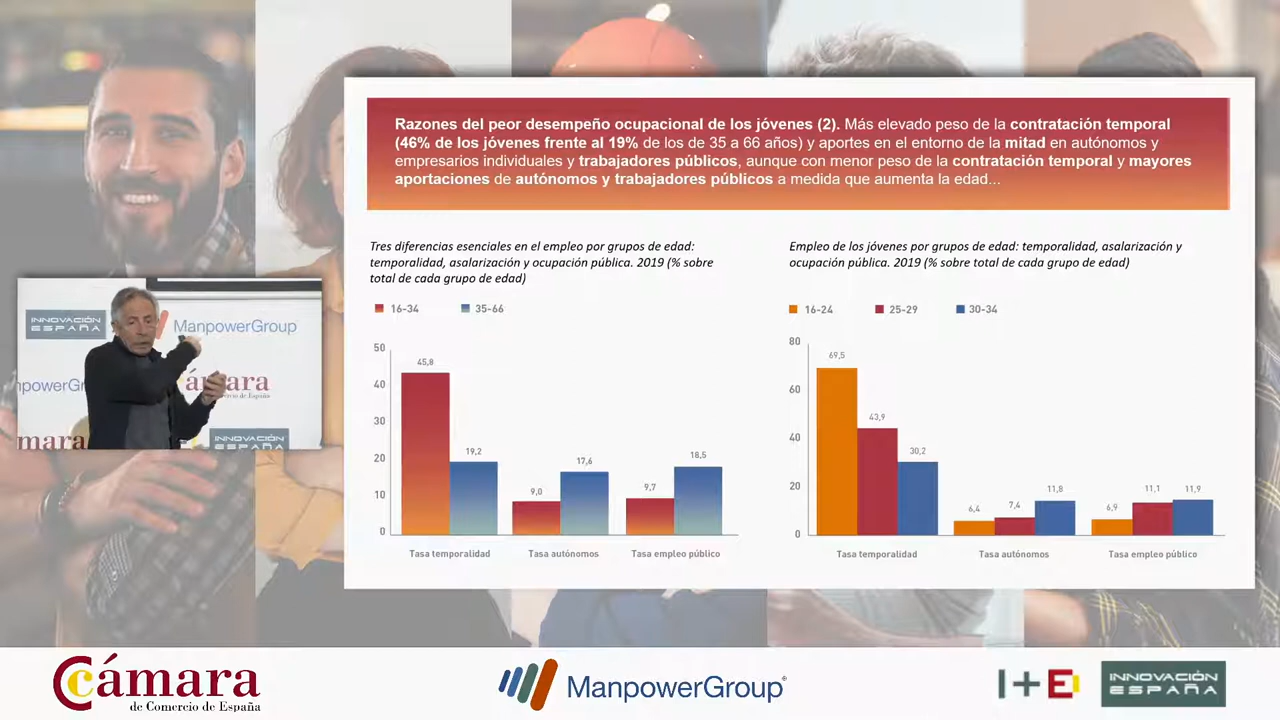 Razones del peor desempeño ocupacional de los jóvenes (2). Más elevado peso de la contratación temporal
(46% de los jóvenes frente al 19% de los de 35 a 66 años) y aportes en el entorno de la mitad en autónomos y
empresarios individuales y trabajadores públicos, aunque con menor peso de la contratación temporal y mayores
aportaciones de autónomos y trabajadores públicos a medida que aumenta la edad...
Tres diferencias esenciales en el empleo por grupos de edad:
temporalidad, asalarización y ocupación pública. 2019 (% sobre
total de cada grupo de edad)
16-34 35-66
50
40
30
20
10
0
45,8
19,2
9,0
17,6
9,7
18,5
Tasa temporalidad Tasa autónomos Tasa empleo público
Empleo de los jóvenes por grupos de edad: temporalidad, asalarización y
ocupación pública. 2019 (% sobre total de cada grupo de edad)
16-24 25-29 30-34
80
60
40
20
0
69,5
43,9
30,2
6,4
7,4
11,8
6,9
11,1
11,9
Tasa temporalidad Tasa autónomos Tasa empleo público
INNOVACIÓN
ESPAÑA
ManpowerGroup
npowerGr
ámara
ercio de España
mara
INNOVACIÓN
ESPAÑA
Cámara
de Comercio de España
ManpowerGroup
I+E
INNOVACIÓN
ESPAÑA